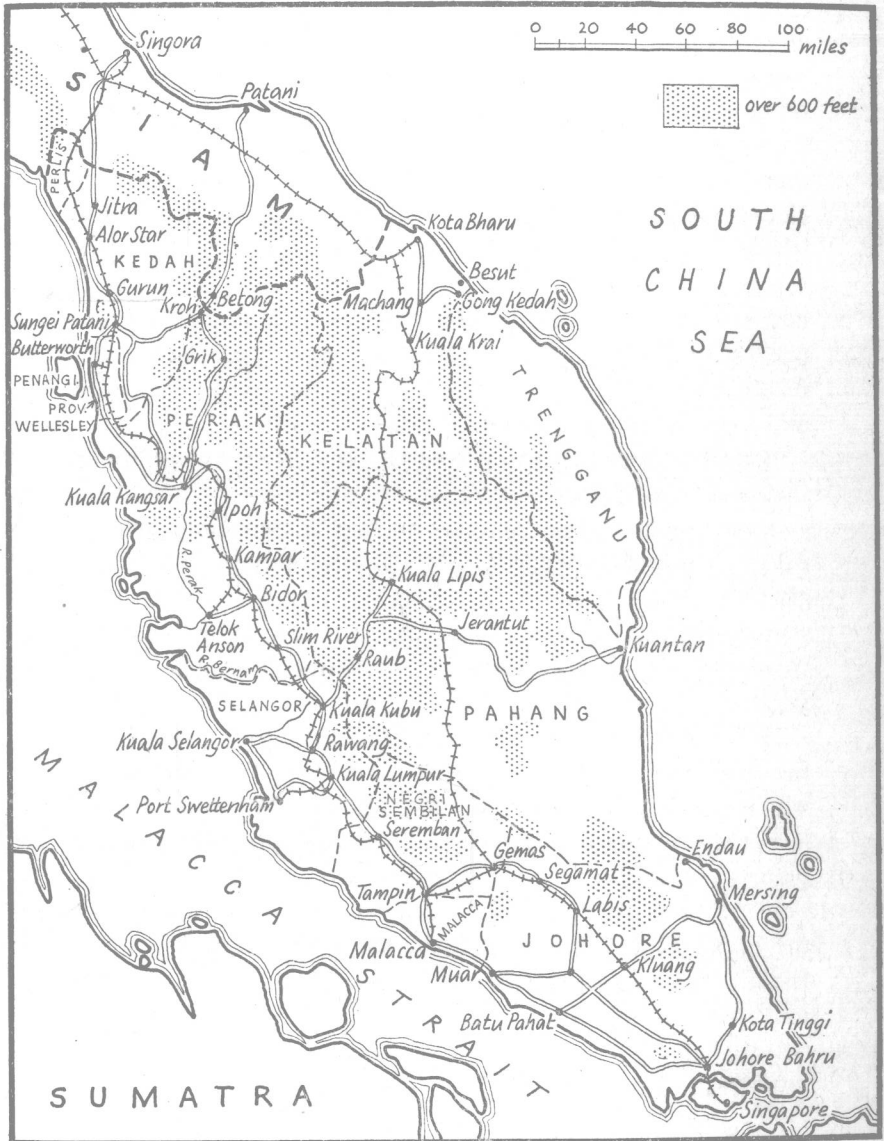 Singora
0 20 40 60 80 100
miles
over 600 feet
Patani
SIAM
PERLIS
Jitra
Alor Star
KEDAH
Gurun
Kroh
Betong
Sungei Patani
Butterworth
PENANG
PROV.
WELLESLEY
Grik
PERAK
Kota Bharu
Besut
Machang
Gong Kedah
Kuala Krai
SOUTH
CHINA
SEA
TRENGGANU
KELATAN
Kuala Kangsar
Ipoh
R. Perak
Kampar
Bidor
Telok
Anson
Slim River
R. Bernam
Kuala Lipis
Jerantut
Raub
Kuantan
SELANGOR
Kuala Kubu
PAHANG
Kuala Selangor
Rawang
Kuala Lumpur
Port Swettenham
NEGRI
SEMBILAN
Seremban
Gemas
Segamat
Endau
Mersing
Tampin
Labis
MALACCA
JOHORE
Malacca
Muar
Kluang
Batu Pahat
Kota Tinggi
Johore Bahru
Singapore
MALACCA STRAIT
SUMATRA